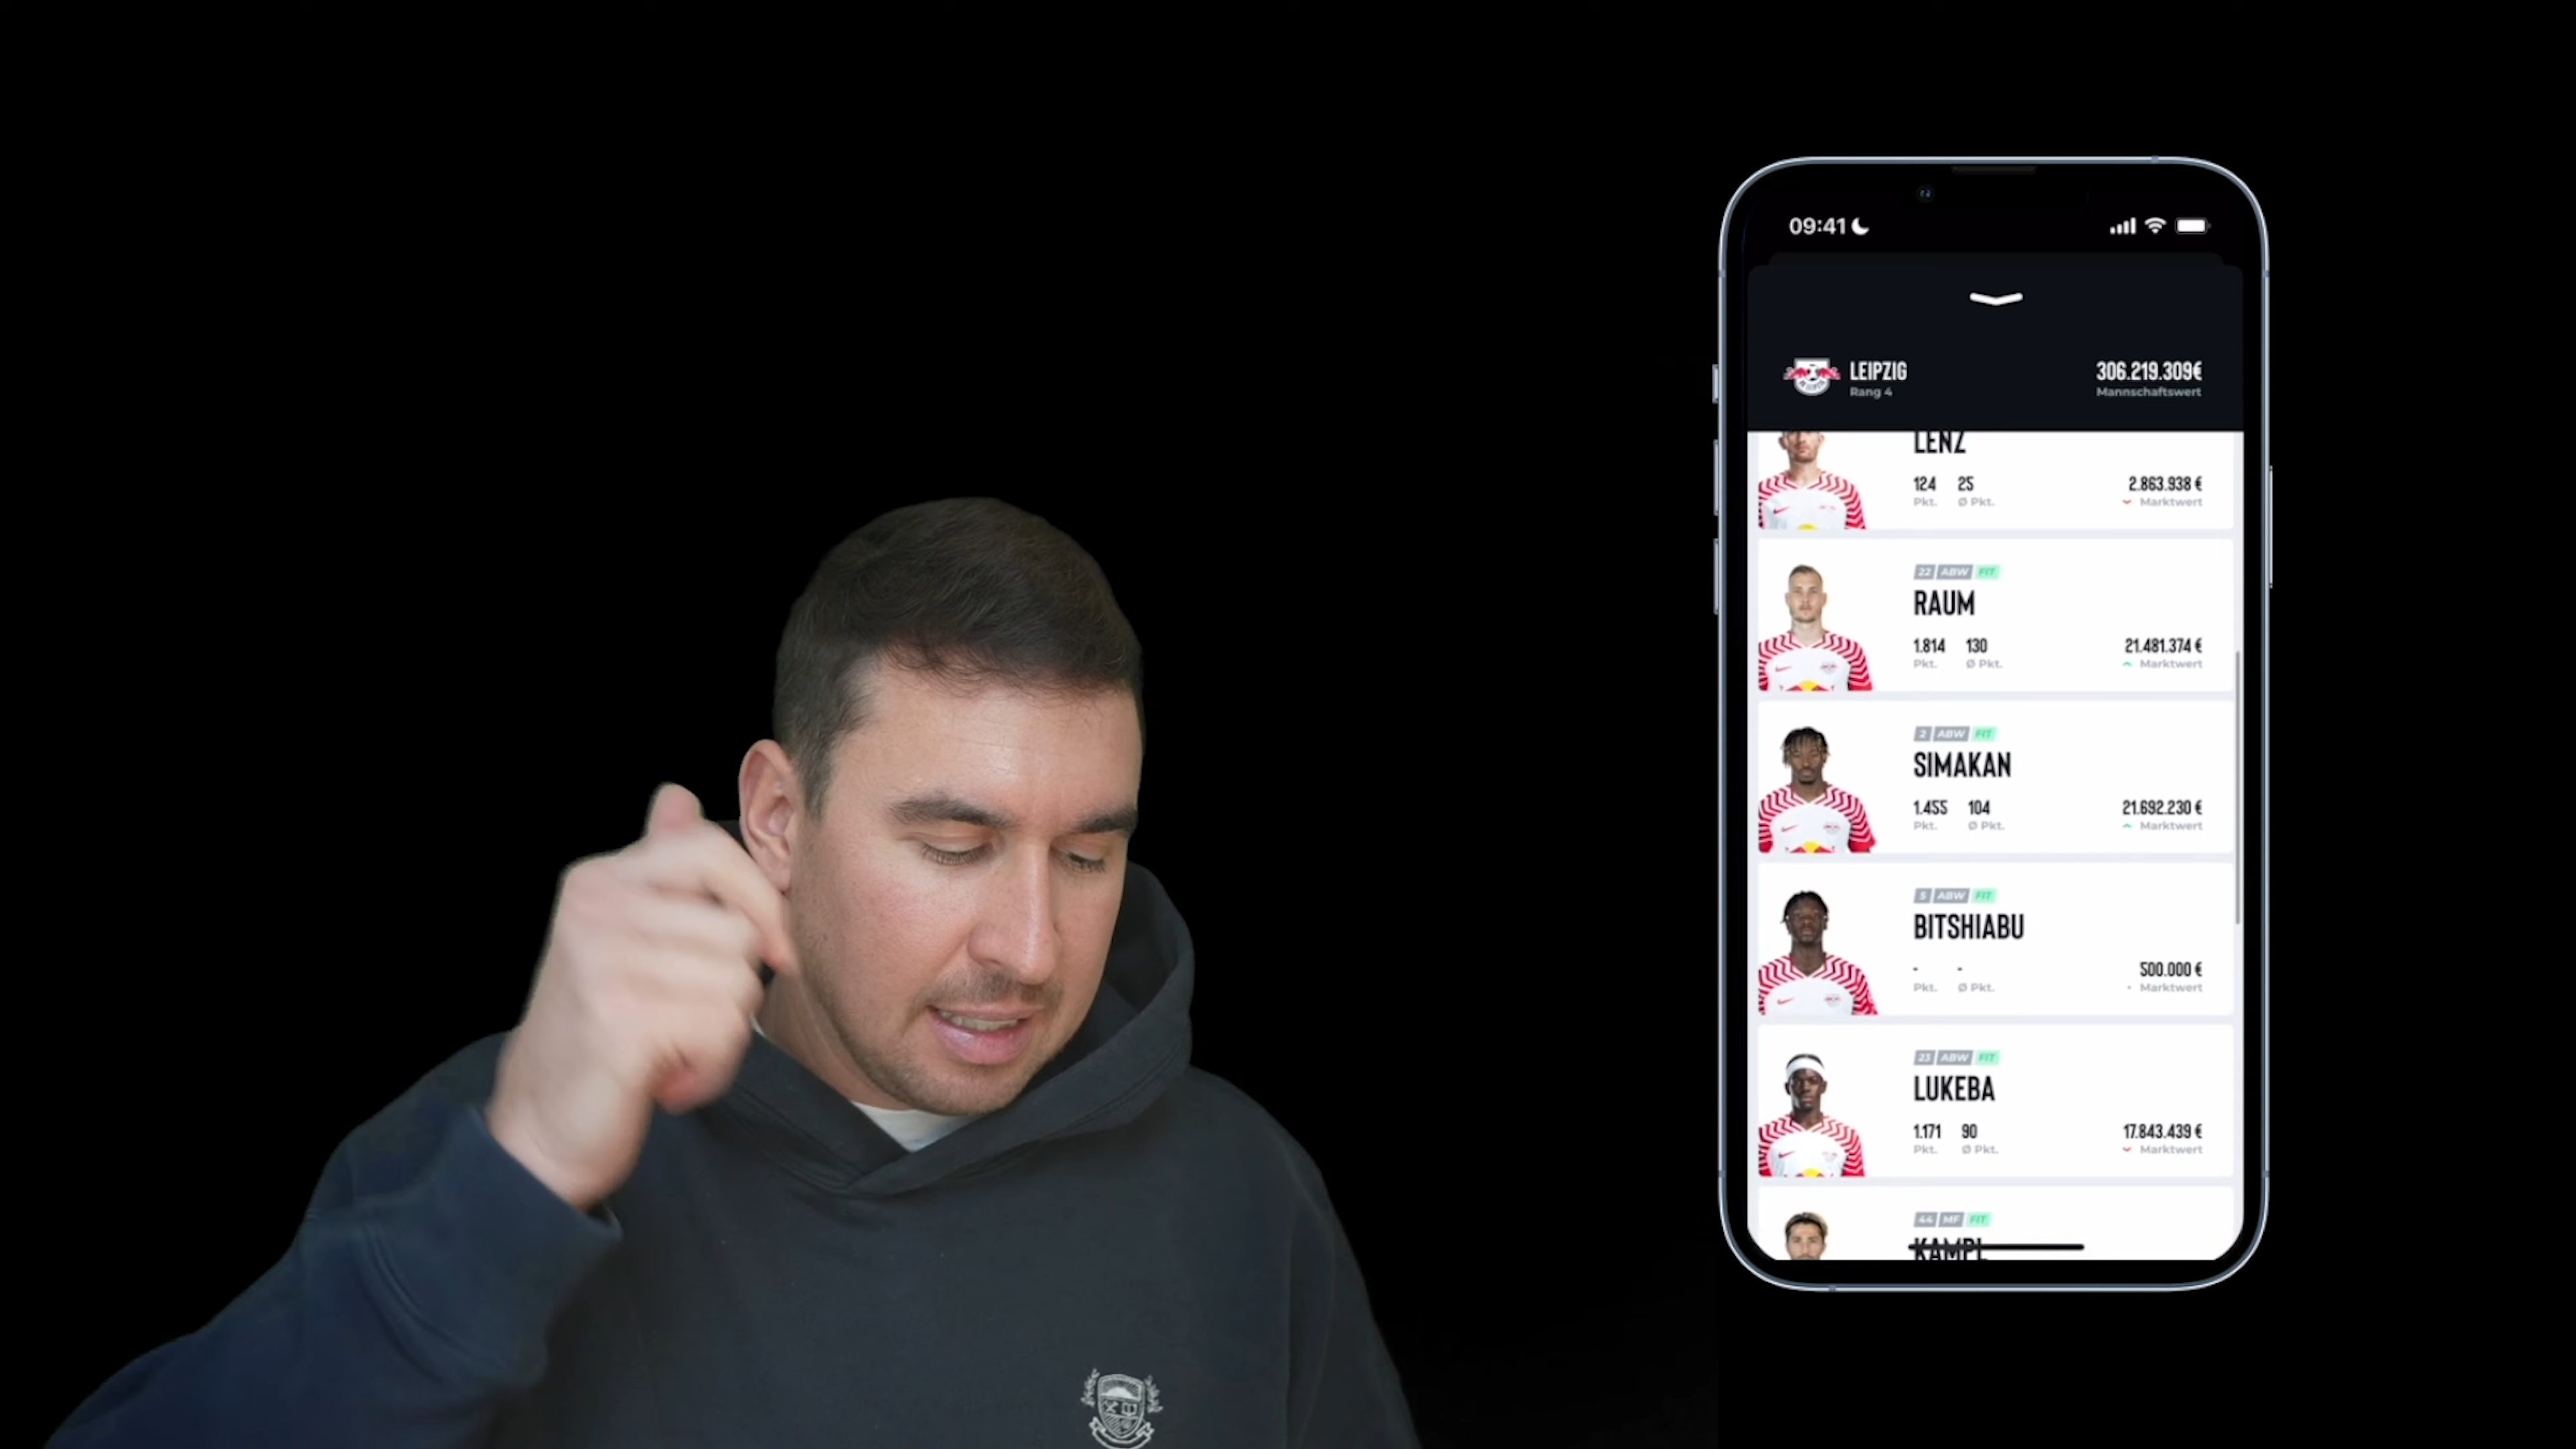 09:41
LEIPZIG
Rang 4
306.219.309€
Mannschaftswert
LENZ
124 25 2.863.938 €
Pkt. Ø Pkt. Marktwert
22 ABW FIT
RAUM
1.814 130 21.481.374 €
Pkt. Ø Pkt. Marktwert
2 ABW FIT
SIMAKAN
1.455 104 21.692.230 €
Pkt. Ø Pkt. Marktwert
5 ABW FIT
BITSHIABU
- - 500.000 €
Pkt. Ø Pkt. Marktwert
23 ABW FIT
LUKEBA
1.171 90 17.843.439 €
Pkt. Ø Pkt. Marktwert
44 MF FIT
KAMPL